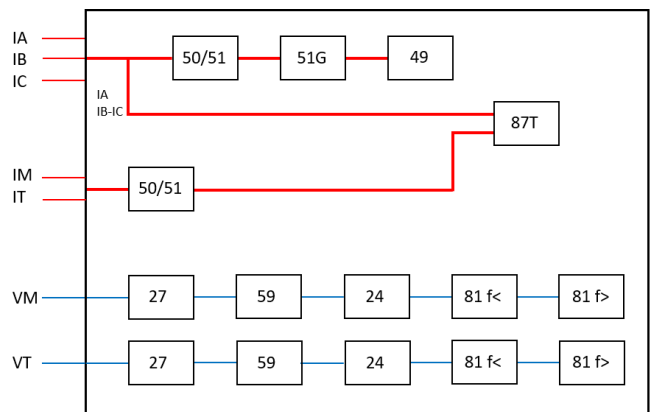 IA
IB
IC
50/51 51G 49
IA
IB-IC
87T
IM
IT
50/51
VM 27 59 24 81 f< 81 f>
VT 27 59 24 81 f< 81 f>